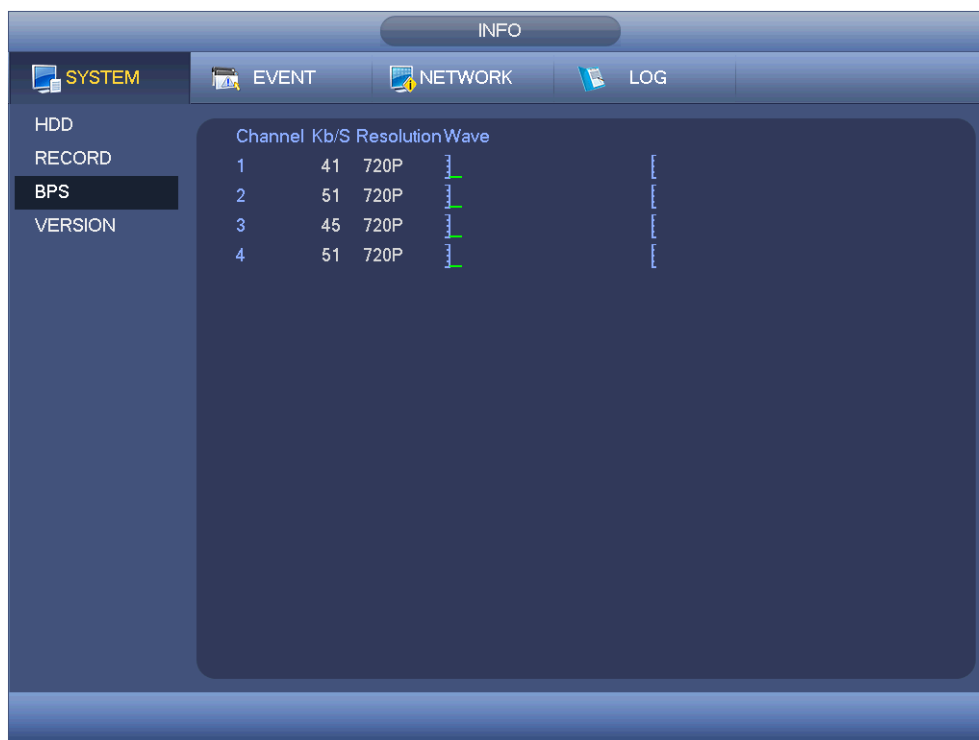 INFO
SYSTEM EVENT NETWORK LOG
HDD
RECORD
BPS
VERSION
Channel Kb/S Resolution Wave
1 41 720P
2 51 720P
3 45 720P
4 51 720P